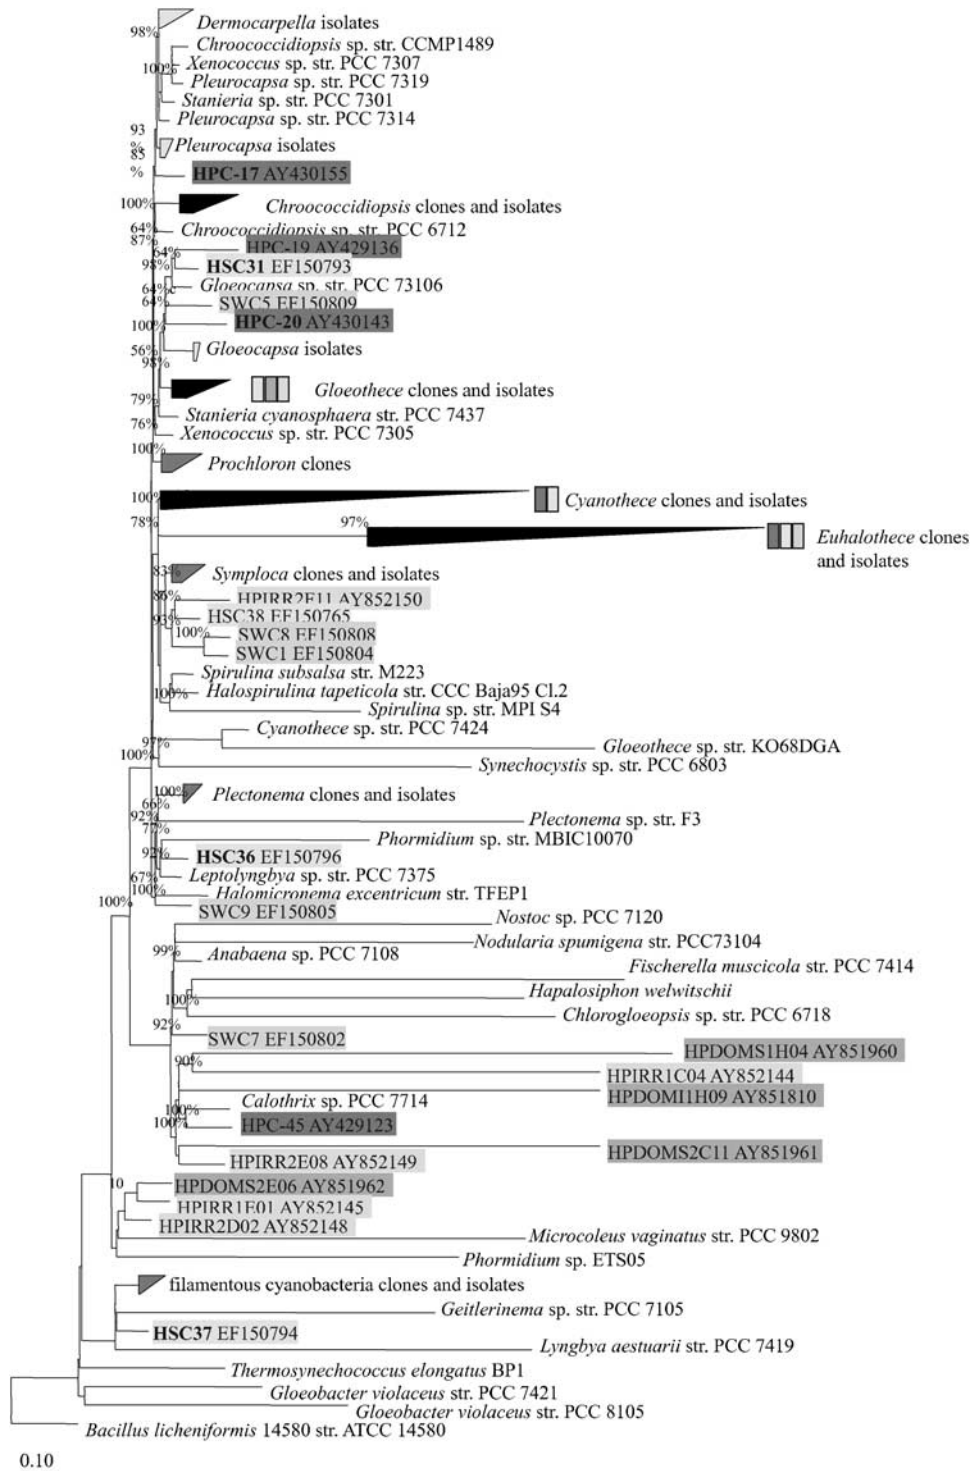 Dermocarpella isolates
98%
Chroococcidiopsis sp. str. CCMP1489
Xenococcus sp. str. PCC 7307
100%
Pleurocapsa sp. str. PCC 7319
Stanieria sp. str. PCC 7301
Pleurocapsa sp. str. PCC 7314
93
%
85
%
Pleurocapsa isolates
HPC-17 AY430155
100%
Chroococcidiopsis clones and isolates
64%
Chroococcidiopsis sp. str. PCC 6712
87%
HPC-19 AY429136
64%
98%
HSC31 EF150793
Gloeocapsa sp. str. PCC 73106
64%
64%
SWC5 EF150809
100%
HPC-20 AY430143
56%
Gloeocapsa isolates
98%
Gloeothece clones and isolates
79%
Stanieria cyanosphaera str. PCC 7437
76%
Xenococcus sp. str. PCC 7305
100%
Prochloron clones
100%
Cyanothece clones and isolates
78%
97%
Euhalothece clones
and isolates
83%
Symploca clones and isolates
HPIRR2F11 AY852150
HSC38 EF150765
93%
100%
SWC8 EF150808
SWC1 EF150804
Spirulina subsalsa str. M223
100%
Halospirulina tapeticola str. CCC Baja95 Cl.2
Spirulina sp. str. MPI S4
Cyanothece sp. str. PCC 7424
97%
Gloeothece sp. str. KO68DGA
100%
Synechocystis sp. str. PCC 6803
100%
Plectonema clones and isolates
66%
92%
Plectonema sp. str. F3
77%
Phormidium sp. str. MBIC10070
92%
HSC36 EF150796
67%
Leptolyngbya sp. str. PCC 7375
100%
Halomicronema excentricum str. TFEP1
100%
SWC9 EF150805
Nostoc sp. PCC 7120
Nodularia spumigena str. PCC73104
99%
Anabaena sp. PCC 7108
Fischerella muscicola str. PCC 7414
100%
Hapalosiphon welwitschii
Chlorogloeopsis sp. str. PCC 6718
92%
SWC7 EF150802
HPDOMS1H04 AY851960
90%
HPIRR1C04 AY852144
HPDOMI1H09 AY851810
Calothrix sp. PCC 7714
100%
100%
HPC-45 AY429123
HPDOMS2C11 AY851961
HPIRR2E08 AY852149
10
HPDOMS2E06 AY851962
HPIRR1E01 AY852145
HPIRR2D02 AY852148
Microcoleus vaginatus str. PCC 9802
Phormidium sp. ETS05
filamentous cyanobacteria clones and isolates
Geitlerinema sp. str. PCC 7105
HSC37 EF150794
Lyngbya aestuarii str. PCC 7419
Thermosynechococcus elongatus BP1
Gloeobacter violaceus str. PCC 7421
Gloeobacter violaceus str. PCC 8105
Bacillus licheniformis 14580 str. ATCC 14580
0.10